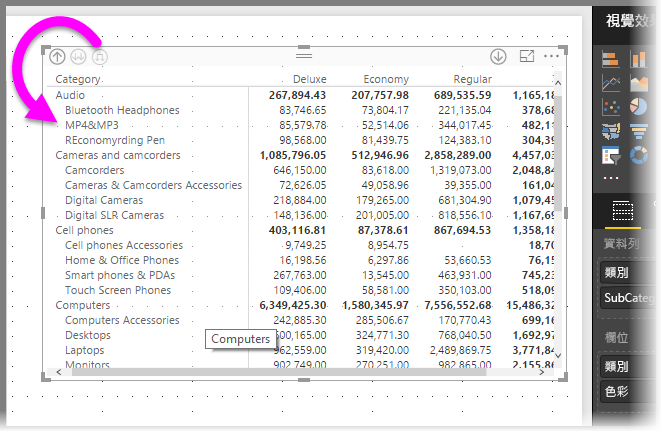 視覺效果
Category Deluxe Economy Regular
Audio 267,894.43 207,757.98 689,535.59 1,165,18
Bluetooth Headphones 83,746.65 73,804.17 221,135.04 378,68
MP4&MP3 85,579.78 52,514.06 344,017.45 482,11
REconomyrding Pen 98,568.00 81,439.75 124,383.10 304,39
Cameras and camcorders 1,085,796.05 512,946.96 2,858,289.00 4,457,03
Camcorders 646,150.00 83,618.00 1,319,073.00 2,048,84
Cameras & Camcorders Accessories 72,626.05 49,058.96 39,355.00 161,04
Digital Cameras 218,884.00 179,265.00 681,304.90 1,079,45
Digital SLR Cameras 148,136.00 201,005.00 818,556.10 1,167,69
Cell phones 403,116.81 87,378.61 867,694.53 1,358,18
Cell phones Accessories 9,749.25 8,954.75 18,70
Home & Office Phones 16,198.56 6,297.86 53,660.53 76,15
Smart phones & PDAs 267,763.00 13,545.00 463,931.00 745,23
Touch Screen Phones 109,406.00 58,581.00 350,103.00 518,09
Computers 6,349,425.30 1,580,345.97 7,556,552.68 15,486,32
Computers Accessories 242,885.30 285,506.67 170,770.43 699,16
Desktops 600,165.00 324,771.30 768,040.50 1,692,97
Laptops 962,559.00 319,420.00 2,489,869.75 3,771,84
Monitors 902,749.00 270,251.00 982,865.00 2,155,86
Computers
資料列
類別
SubCateg
欄位
類別
色彩